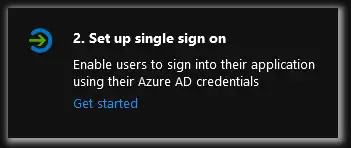 2. Set up single sign on
Enable users to sign into their application
using their Azure AD credentials
Get started